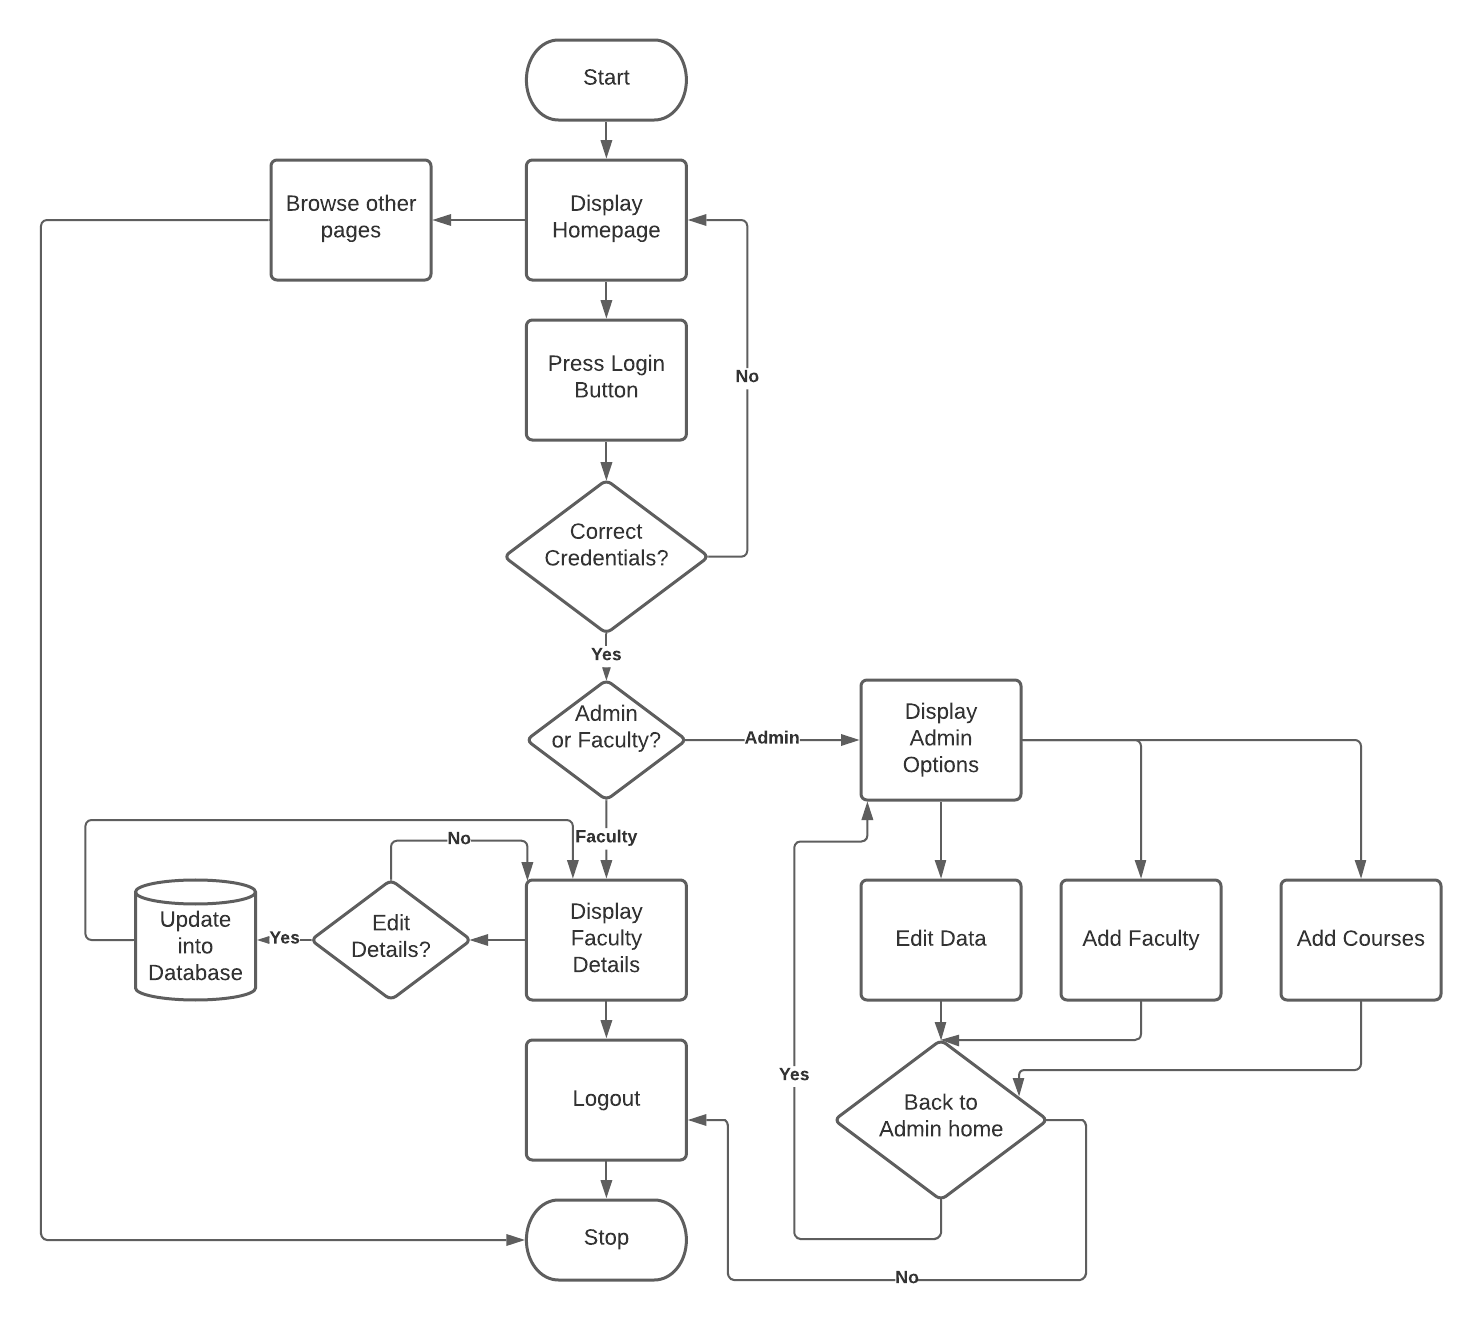 Start
Browse other
pages
Display
Homepage
Press Login
Button
No
Correct
Credentials?
Yes
Admin
or Faculty?
Admin
Display
Admin
Options
Faculty
No
Update
into
Database
Yes
Edit
Details?
Display
Faculty
Details
Edit Data
Add Faculty
Add Courses
Logout
Yes
Back to
Admin home
Stop
No